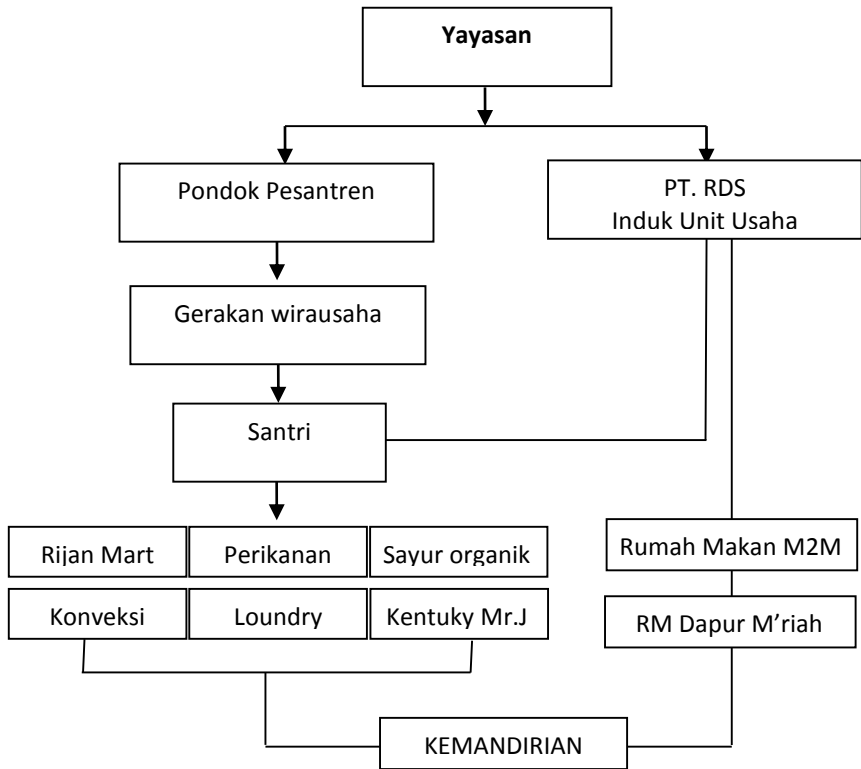 Yayasan
Pondok Pesantren
PT. RDS
Induk Unit Usaha
Gerakan wirausaha
Santri
Rijan Mart
Perikanan
Sayur organik
Rumah Makan M2M
Konveksi
Loundry
Kentuky Mr.J
RM Dapur M’riah
KEMANDIRIAN